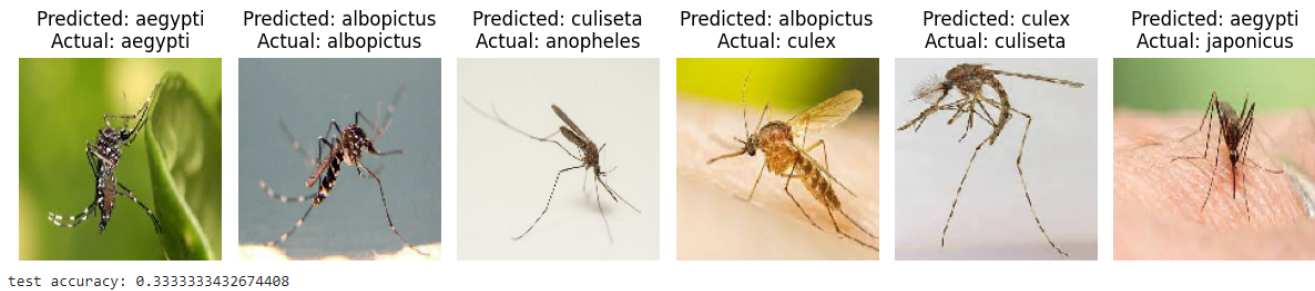 Predicted: aegypti
Actual: aegypti
Predicted: albopictus
Actual: albopictus
Predicted: culiseta
Actual: anopheles
Predicted: albopictus
Actual: culex
Predicted: culex
Actual: culiseta
Predicted: aegypti
Actual: japonicus
test accuracy: 0.3333333432674408